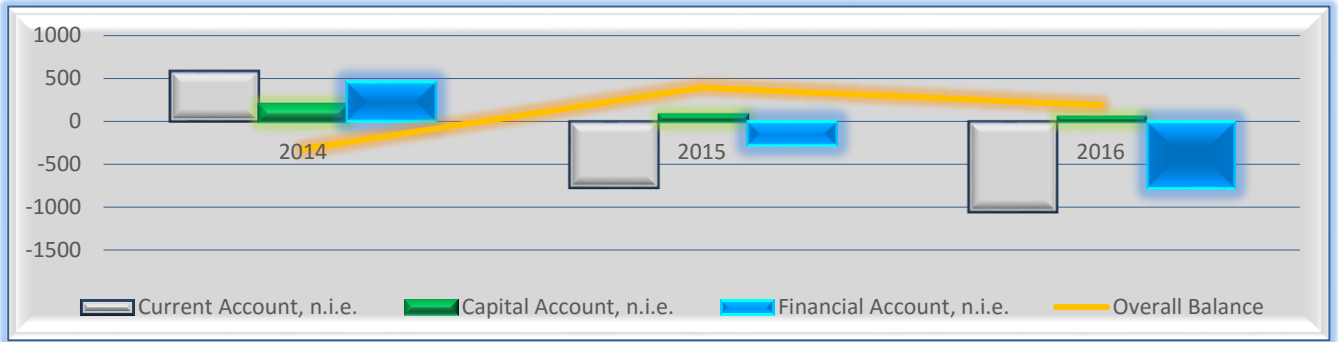 1000
500
0
-500
-1000
-1500
2014
2015
2016
Current Account, n.i.e.
Capital Account, n.i.e.
Financial Account, n.i.e.
Overall Balance